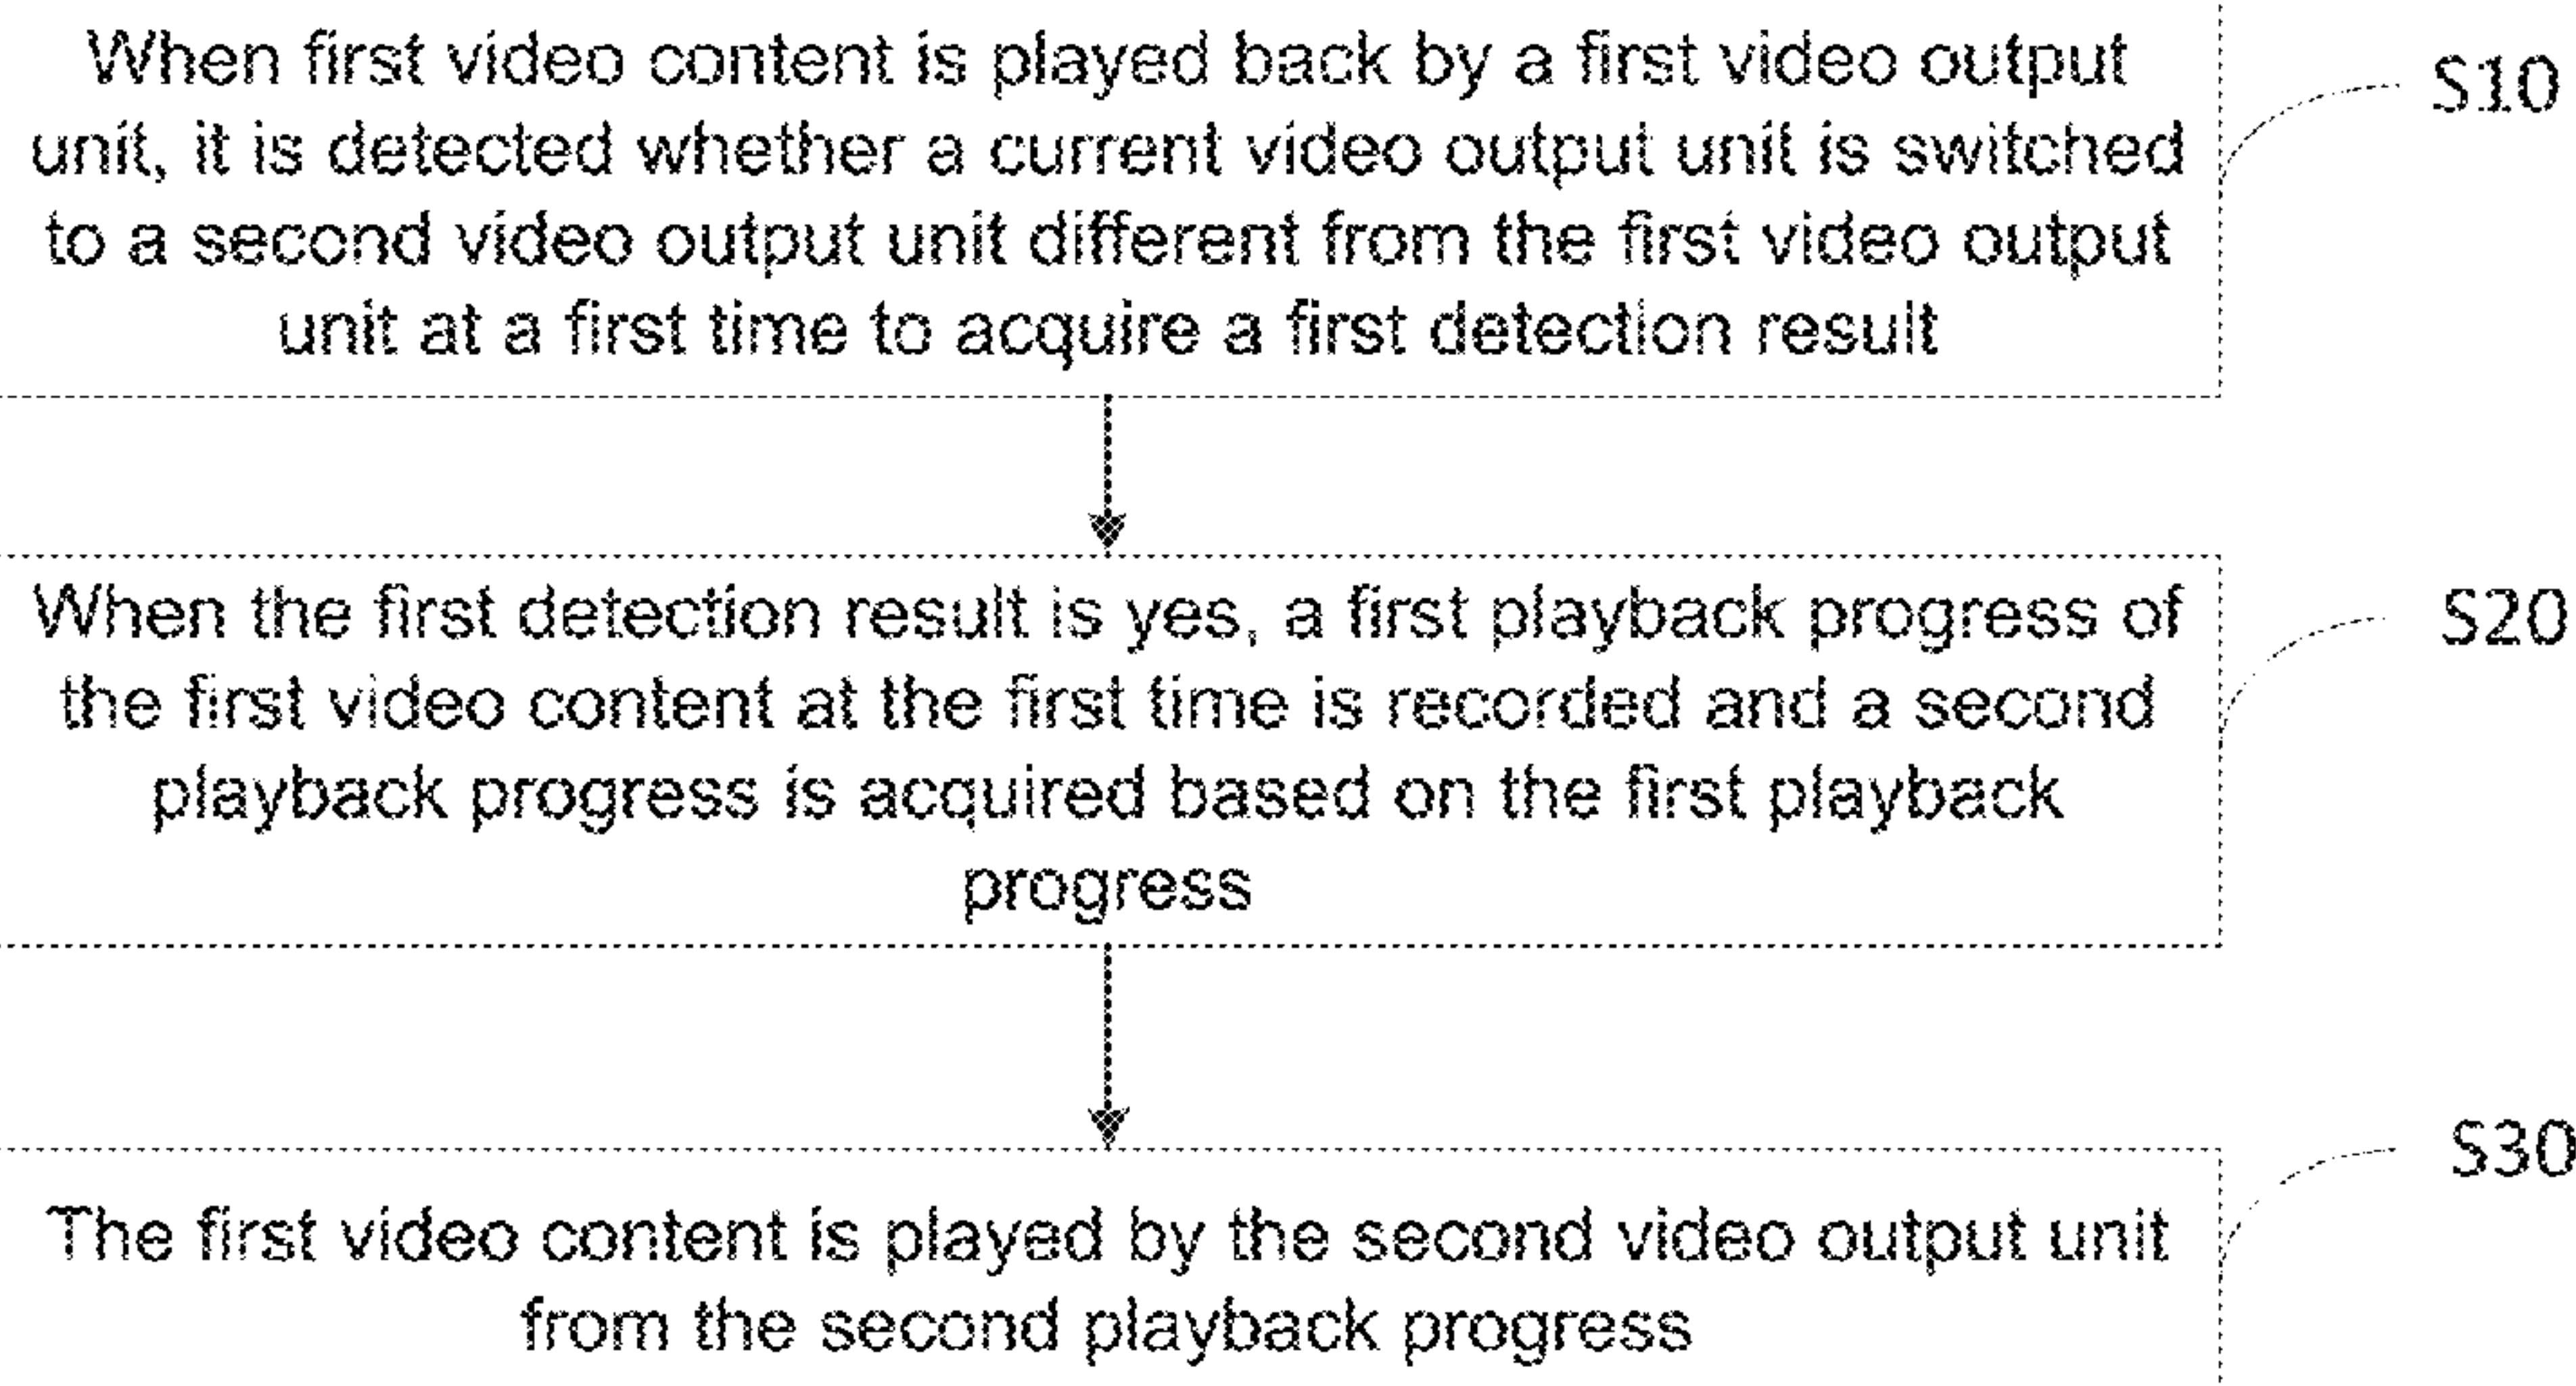 When first video content is played back by a first video output
unit, it is detected whether a current video output unit is switched
to a second video output unit different from the first video output
unit at a first time to acquire a first detection result
S10
When the first detection result is yes, a first playback progress of
the first video content at the first time is recorded and a second
playback progress is acquired based on the first playback
progress
S20
The first video content is played by the second video output unit
from the second playback progress
S30